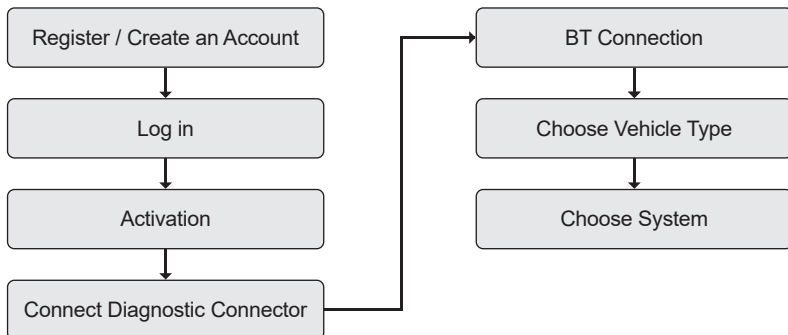 Register / Create an Account
Log in
Activation
Connect Diagnostic Connector
BT Connection
Choose Vehicle Type
Choose System